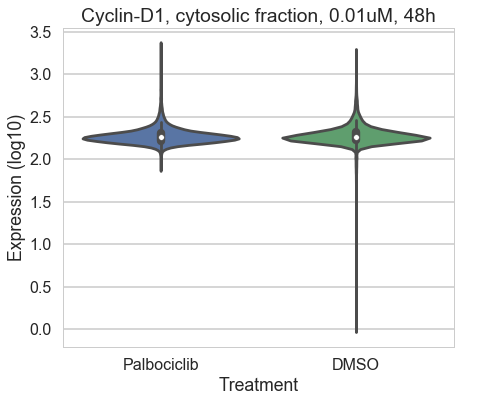 Cyclin-D1, cytosolic fraction, 0.01uM, 48h
3.5
3.0
2.5
2.0
1.5
1.0
0.5
0.0
Expression (log10)
Palbociclib DMSO
Treatment